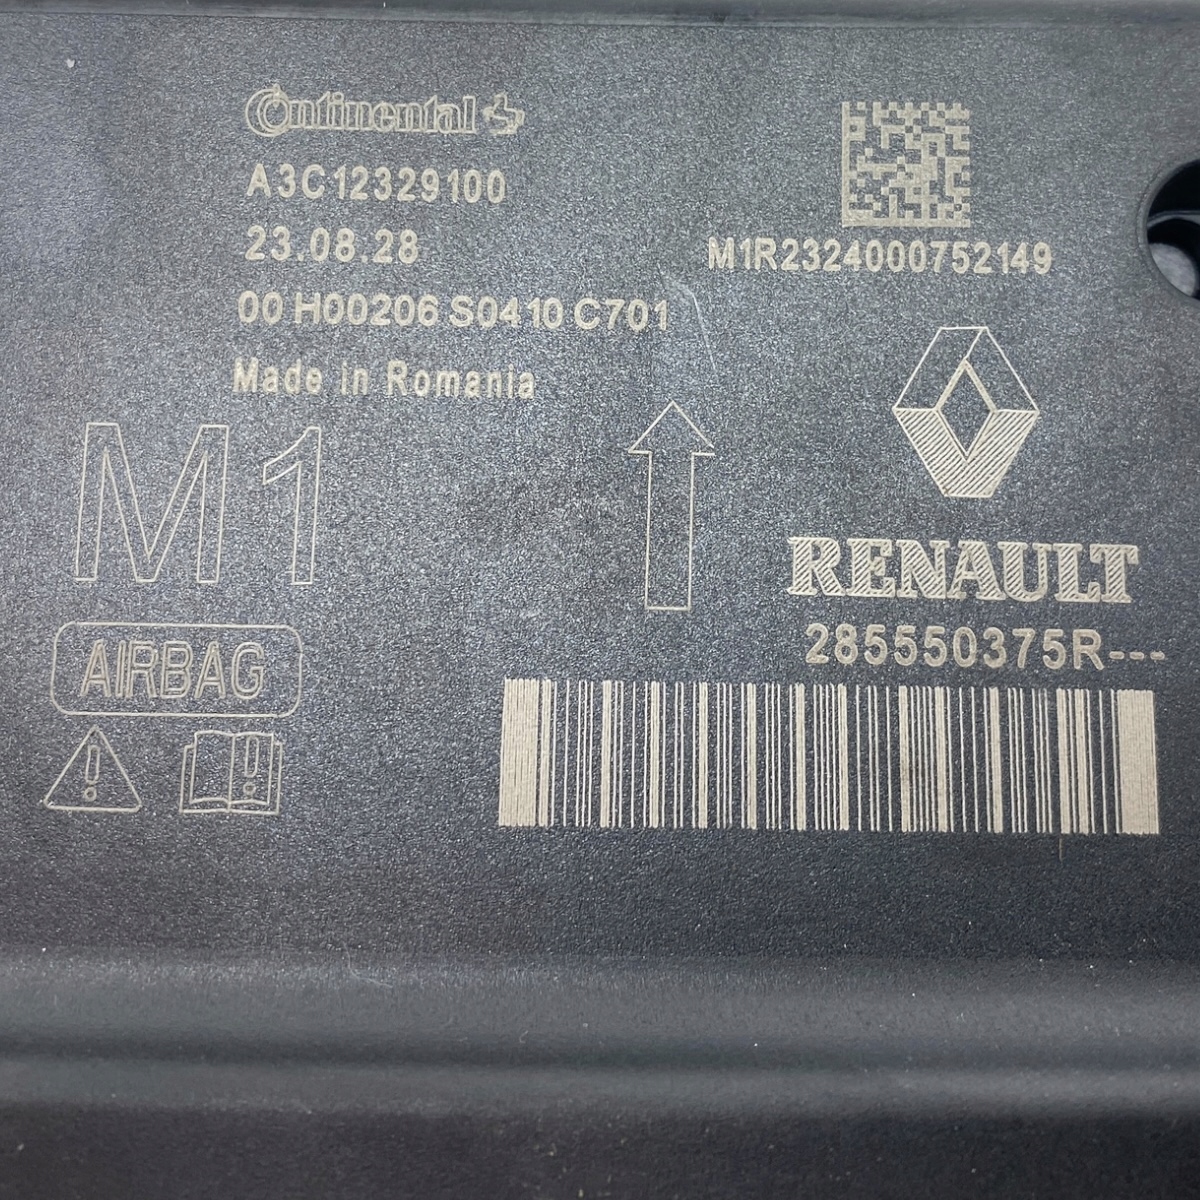 Continental
A3C12329100
23.08.28
00 H00206 S0410 C701
Made in Romania
M1R2324000752149
M1
AIRBAG
RENAULT
285550375R---